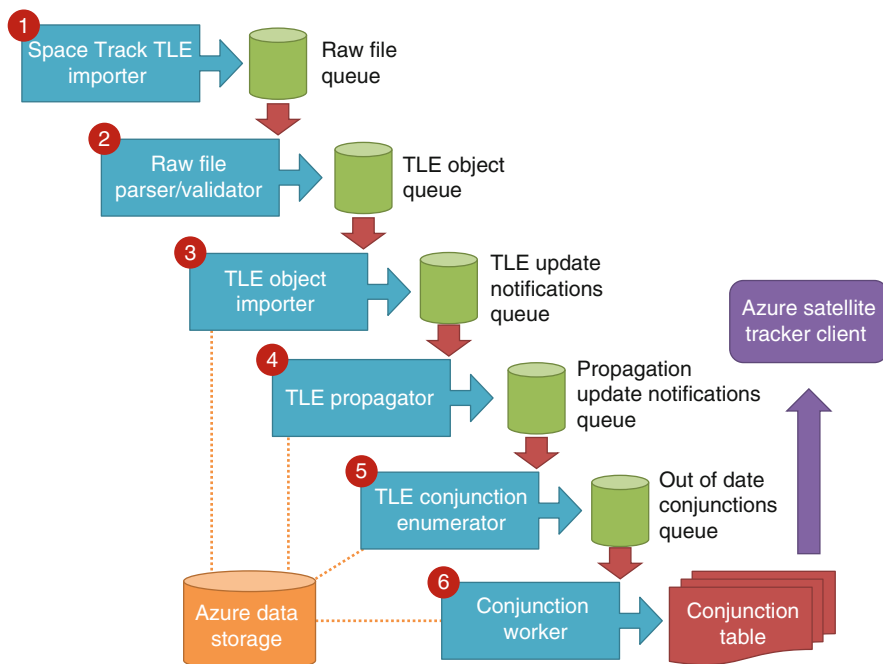 1
Space Track TLE
importer
Raw file
queue
2
Raw file
parser/validator
TLE object
queue
3
TLE object
importer
TLE update
notifications
queue
Azure satellite
tracker client
4
TLE propagator
Propagation
update notifications
queue
5
TLE conjunction
enumerator
Out of date
conjunctions
queue
6
Conjunction
worker
Conjunction
table
Azure data
storage